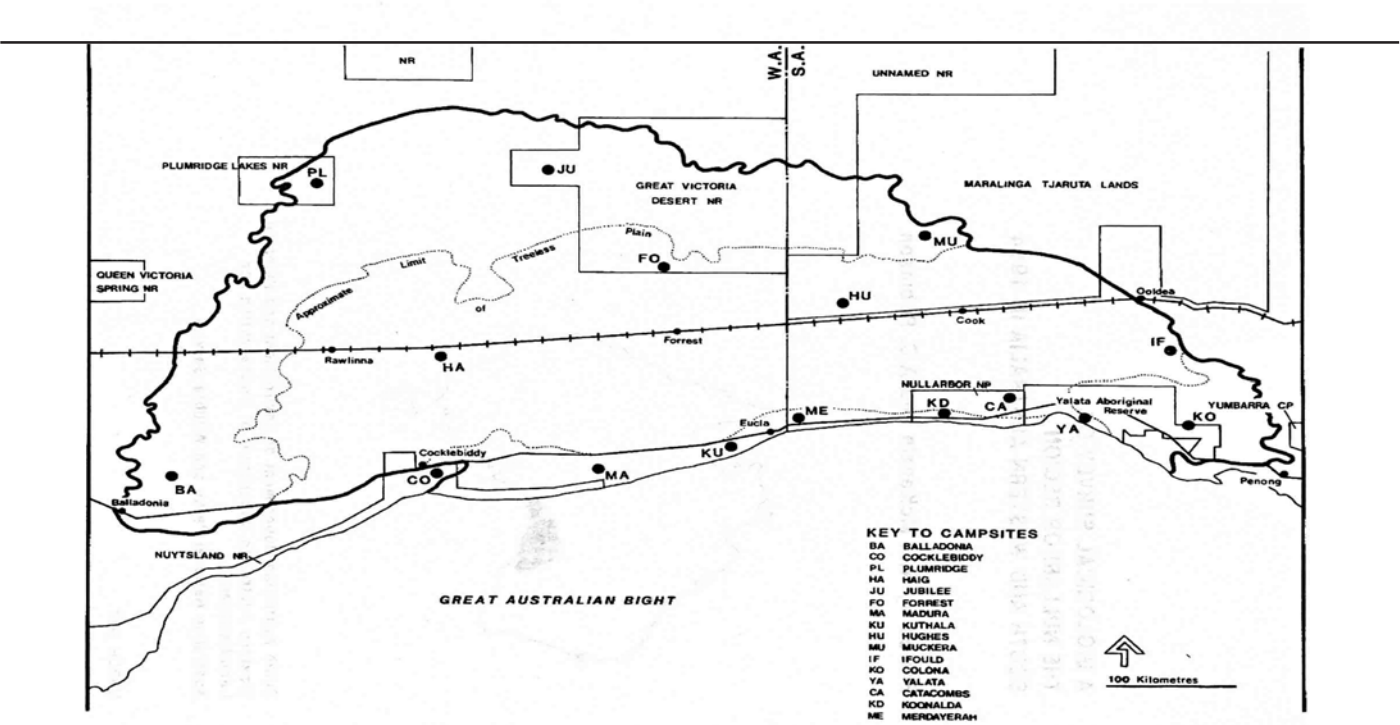 NR
W.A.
S.A.
UNNAMED NR
PLUMRIDGE LAKES NR
PL
JU
GREAT VICTORIA
DESERT NR
MARALINGA TJARUTA LANDS
MU
QUEEN VICTORIA
SPRING NR
Approximate
Limit
of
Treeless
Plain
FO
HU
Ooldea
Cook
Forrest
Rawlinna
HA
IF
NULLARBOR NP
KD
CA
Yalata Aboriginal
Reserve
YUMBARRA CP
KO
YA
ME
Eucla
KU
Cocklebiddy
CO
MA
BA
Balladonia
Penong
NUYTSLAND NR
GREAT AUSTRALIAN BIGHT
KEY TO CAMPSITES
BA BALLADONIA
CO COCKLEBIDDY
PL PLUMRIDGE
HA HAIG
JU JUBILEE
FO FORREST
MA MADURA
KU KUTHALA
HU HUGHES
MU MUCKERA
IF IFOULD
KO COLONA
YA YALATA
CA CATACOMBS
KD KOONALDA
ME MERDAYERAH
100 Kilometres